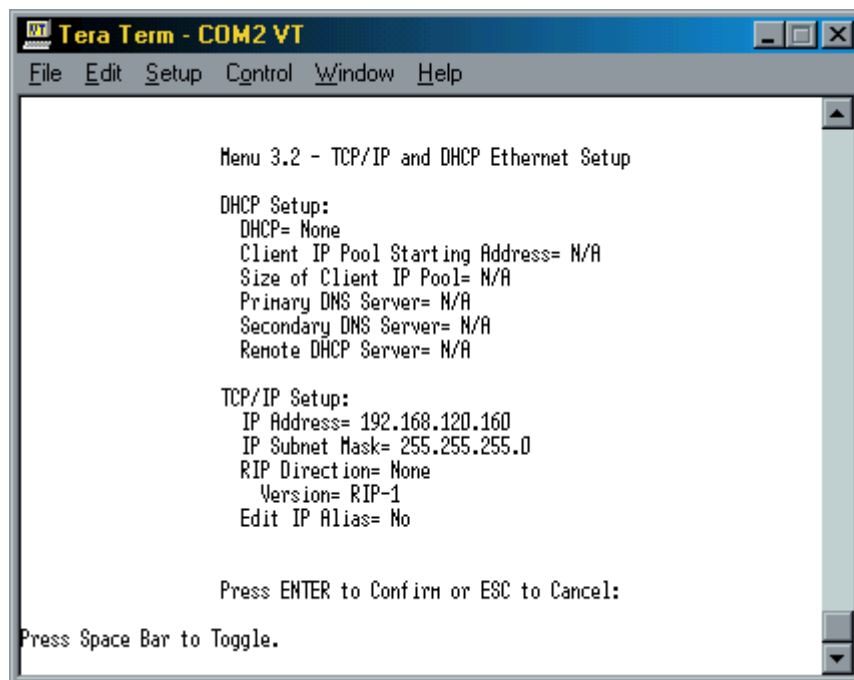 Tera Term - COM2 VT
File Edit Setup Control Window Help
Menu 3.2 - TCP/IP and DHCP Ethernet Setup
DHCP Setup:
DHCP= None
Client IP Pool Starting Address= N/A
Size of Client IP Pool= N/A
Primary DNS Server= N/A
Secondary DNS Server= N/A
Remote DHCP Server= N/A
TCP/IP Setup:
IP Address= 192.168.120.160
IP Subnet Mask= 255.255.255.0
RIP Direction= None
Version= RIP-1
Edit IP Alias= No
Press ENTER to Confirm or ESC to Cancel:
Press Space Bar to Toggle.